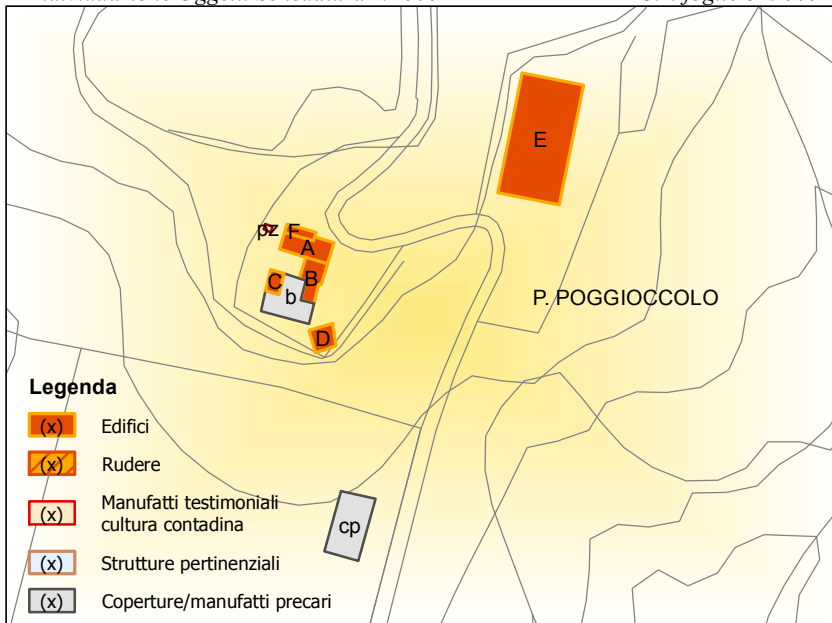 E
pz
F
A
B
C
b
D
P. POGGIOCCOLO
cp
Legenda
(x) Edifici
(x) Rudere
(x) Manufatti testimoniali
cultura contadina
(x) Strutture pertinenziali
(x) Coperture/manufatti precari